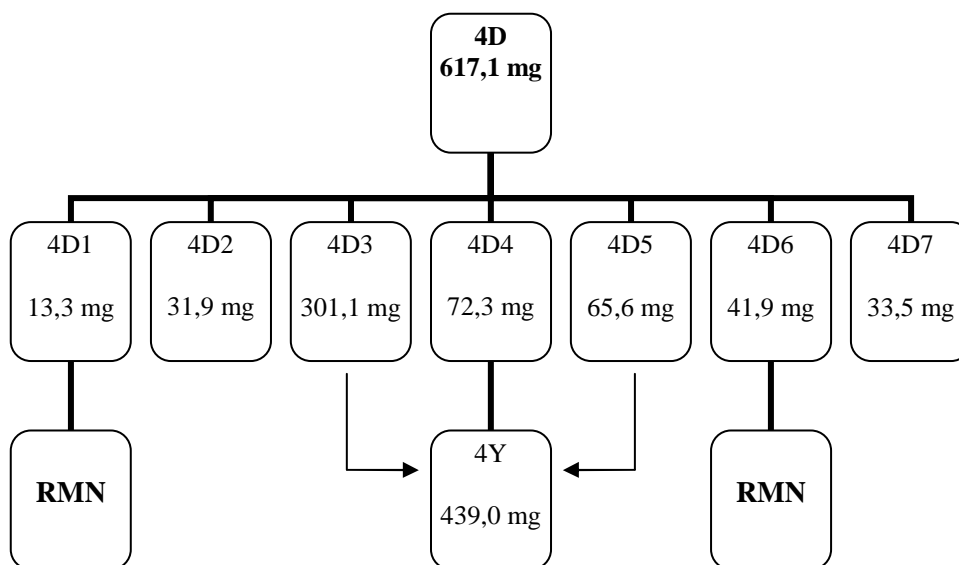 4D
617,1 mg
4D1
13,3 mg
4D2
31,9 mg
4D3
301,1 mg
4D4
72,3 mg
4D5
65,6 mg
4D6
41,9 mg
4D7
33,5 mg
RMN
4Y
439,0 mg
RMN